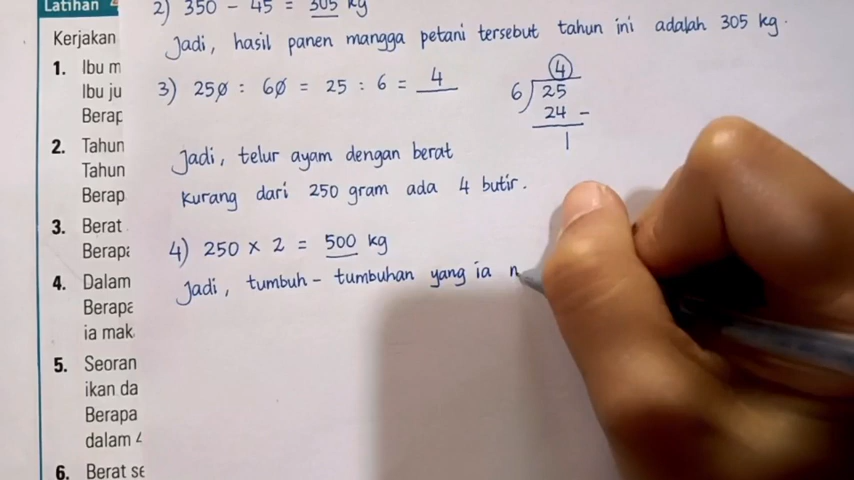 Latihan
Kerjakan
1. Ibu m
Ibu ju
Berap
2. Tahun
Tahun
Berap
3. Berat
Berapa
4. Dalam
Berapa
ia mak
5. Seoran
ikan da
Berapa
dalam 4
6. Berat se
2) 350 - 45 = 305 kg
Jadi, hasil panen mangga petani tersebut tahun ini adalah 305 kg.
3) 250 : 60 = 25 : 6 = 4
4
6 25
24 -
1
Jadi, telur ayam dengan berat
kurang dari 250 gram ada 4 butir.
4) 250 × 2 = 500 kg
Jadi, tumbuh - tumbuhan yang ia n